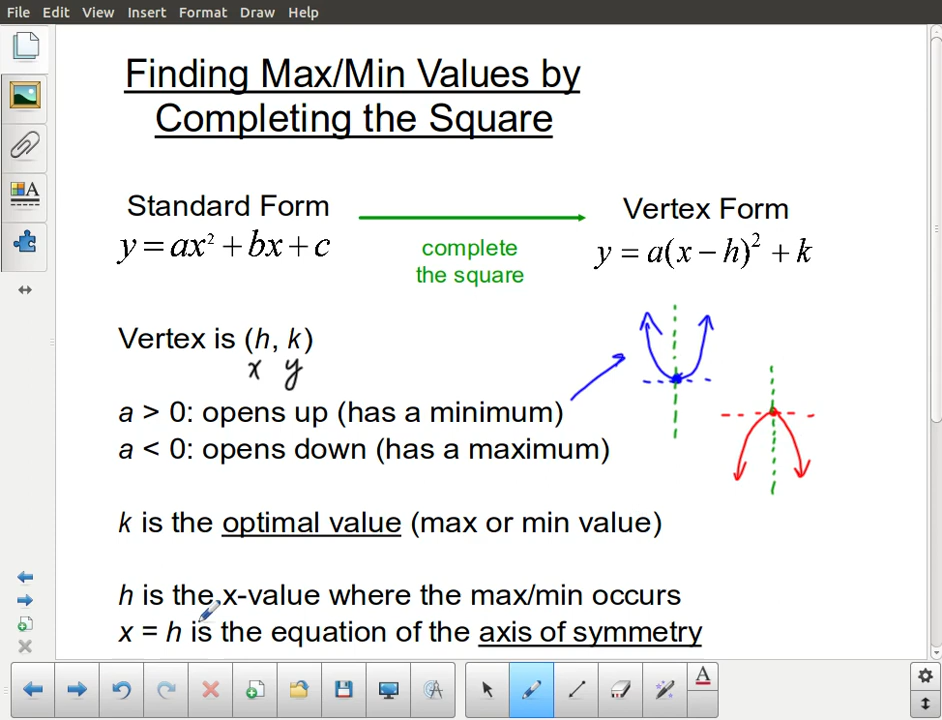 File Edit View Insert Format Draw Help
Finding Max/Min Values by
Completing the Square
Standard Form
Vertex Form
y = ax² + bx + c
complete
the square
y = a(x − h)² + k
Vertex is (h, k)
x y
a > 0: opens up (has a minimum)
a < 0: opens down (has a maximum)
k is the optimal value (max or min value)
h is the x-value where the max/min occurs
x = h is the equation of the axis of symmetry